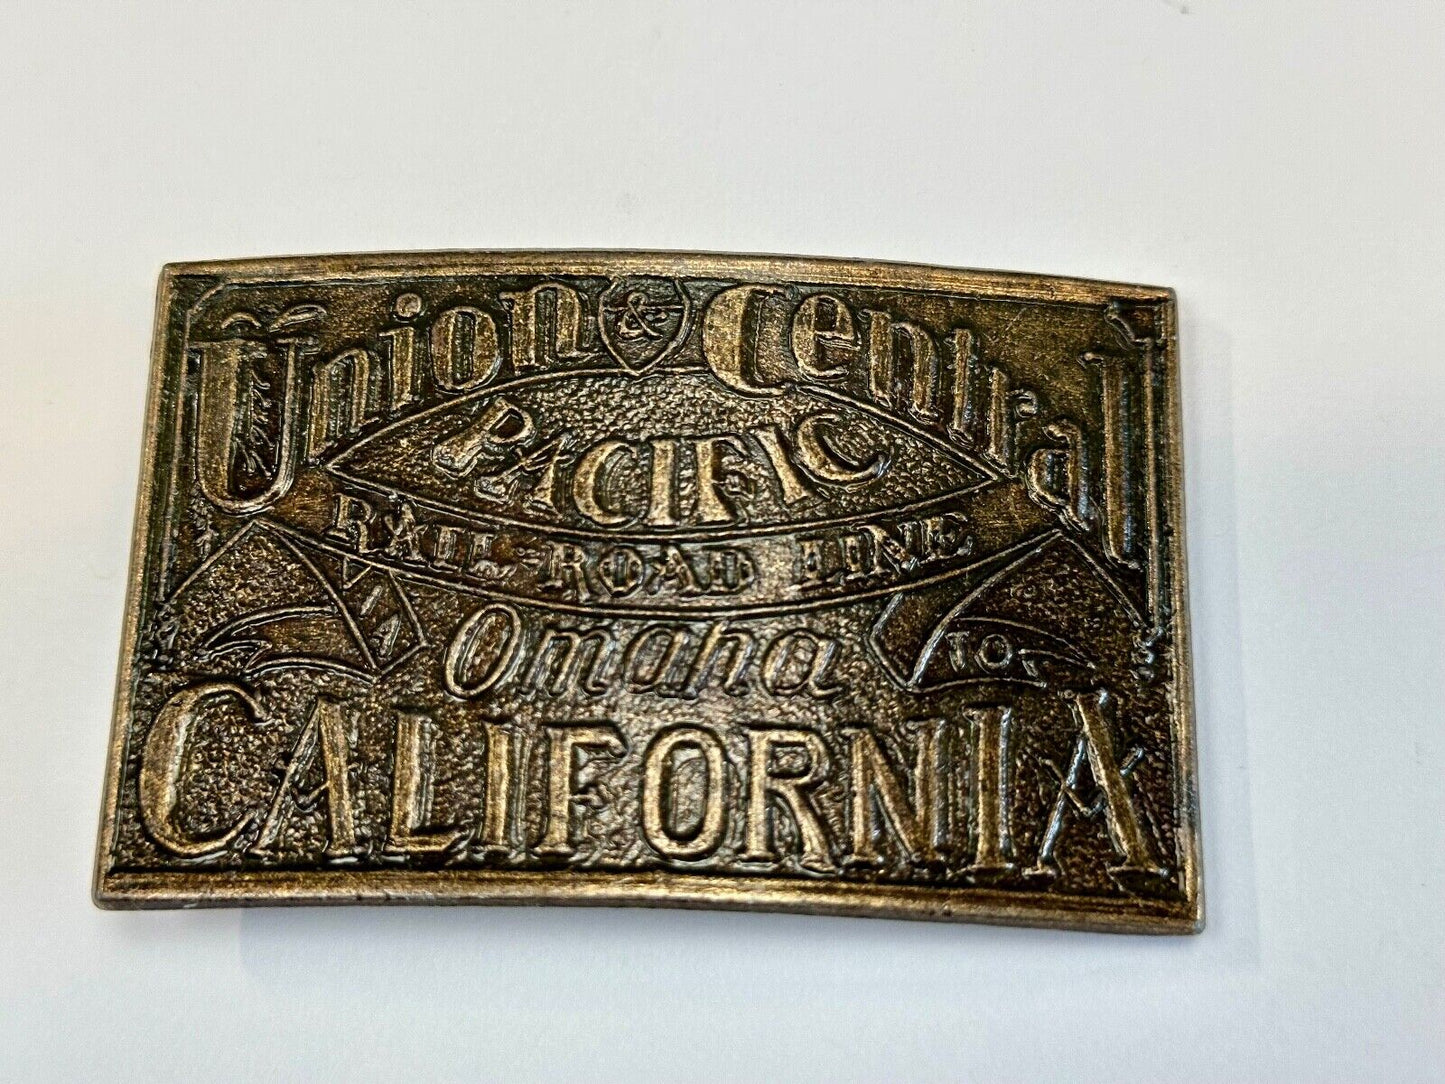 Union & Central
PACIFIC
RAIL-ROAD LINE
VIA Omaha TO
CALIFORNIA